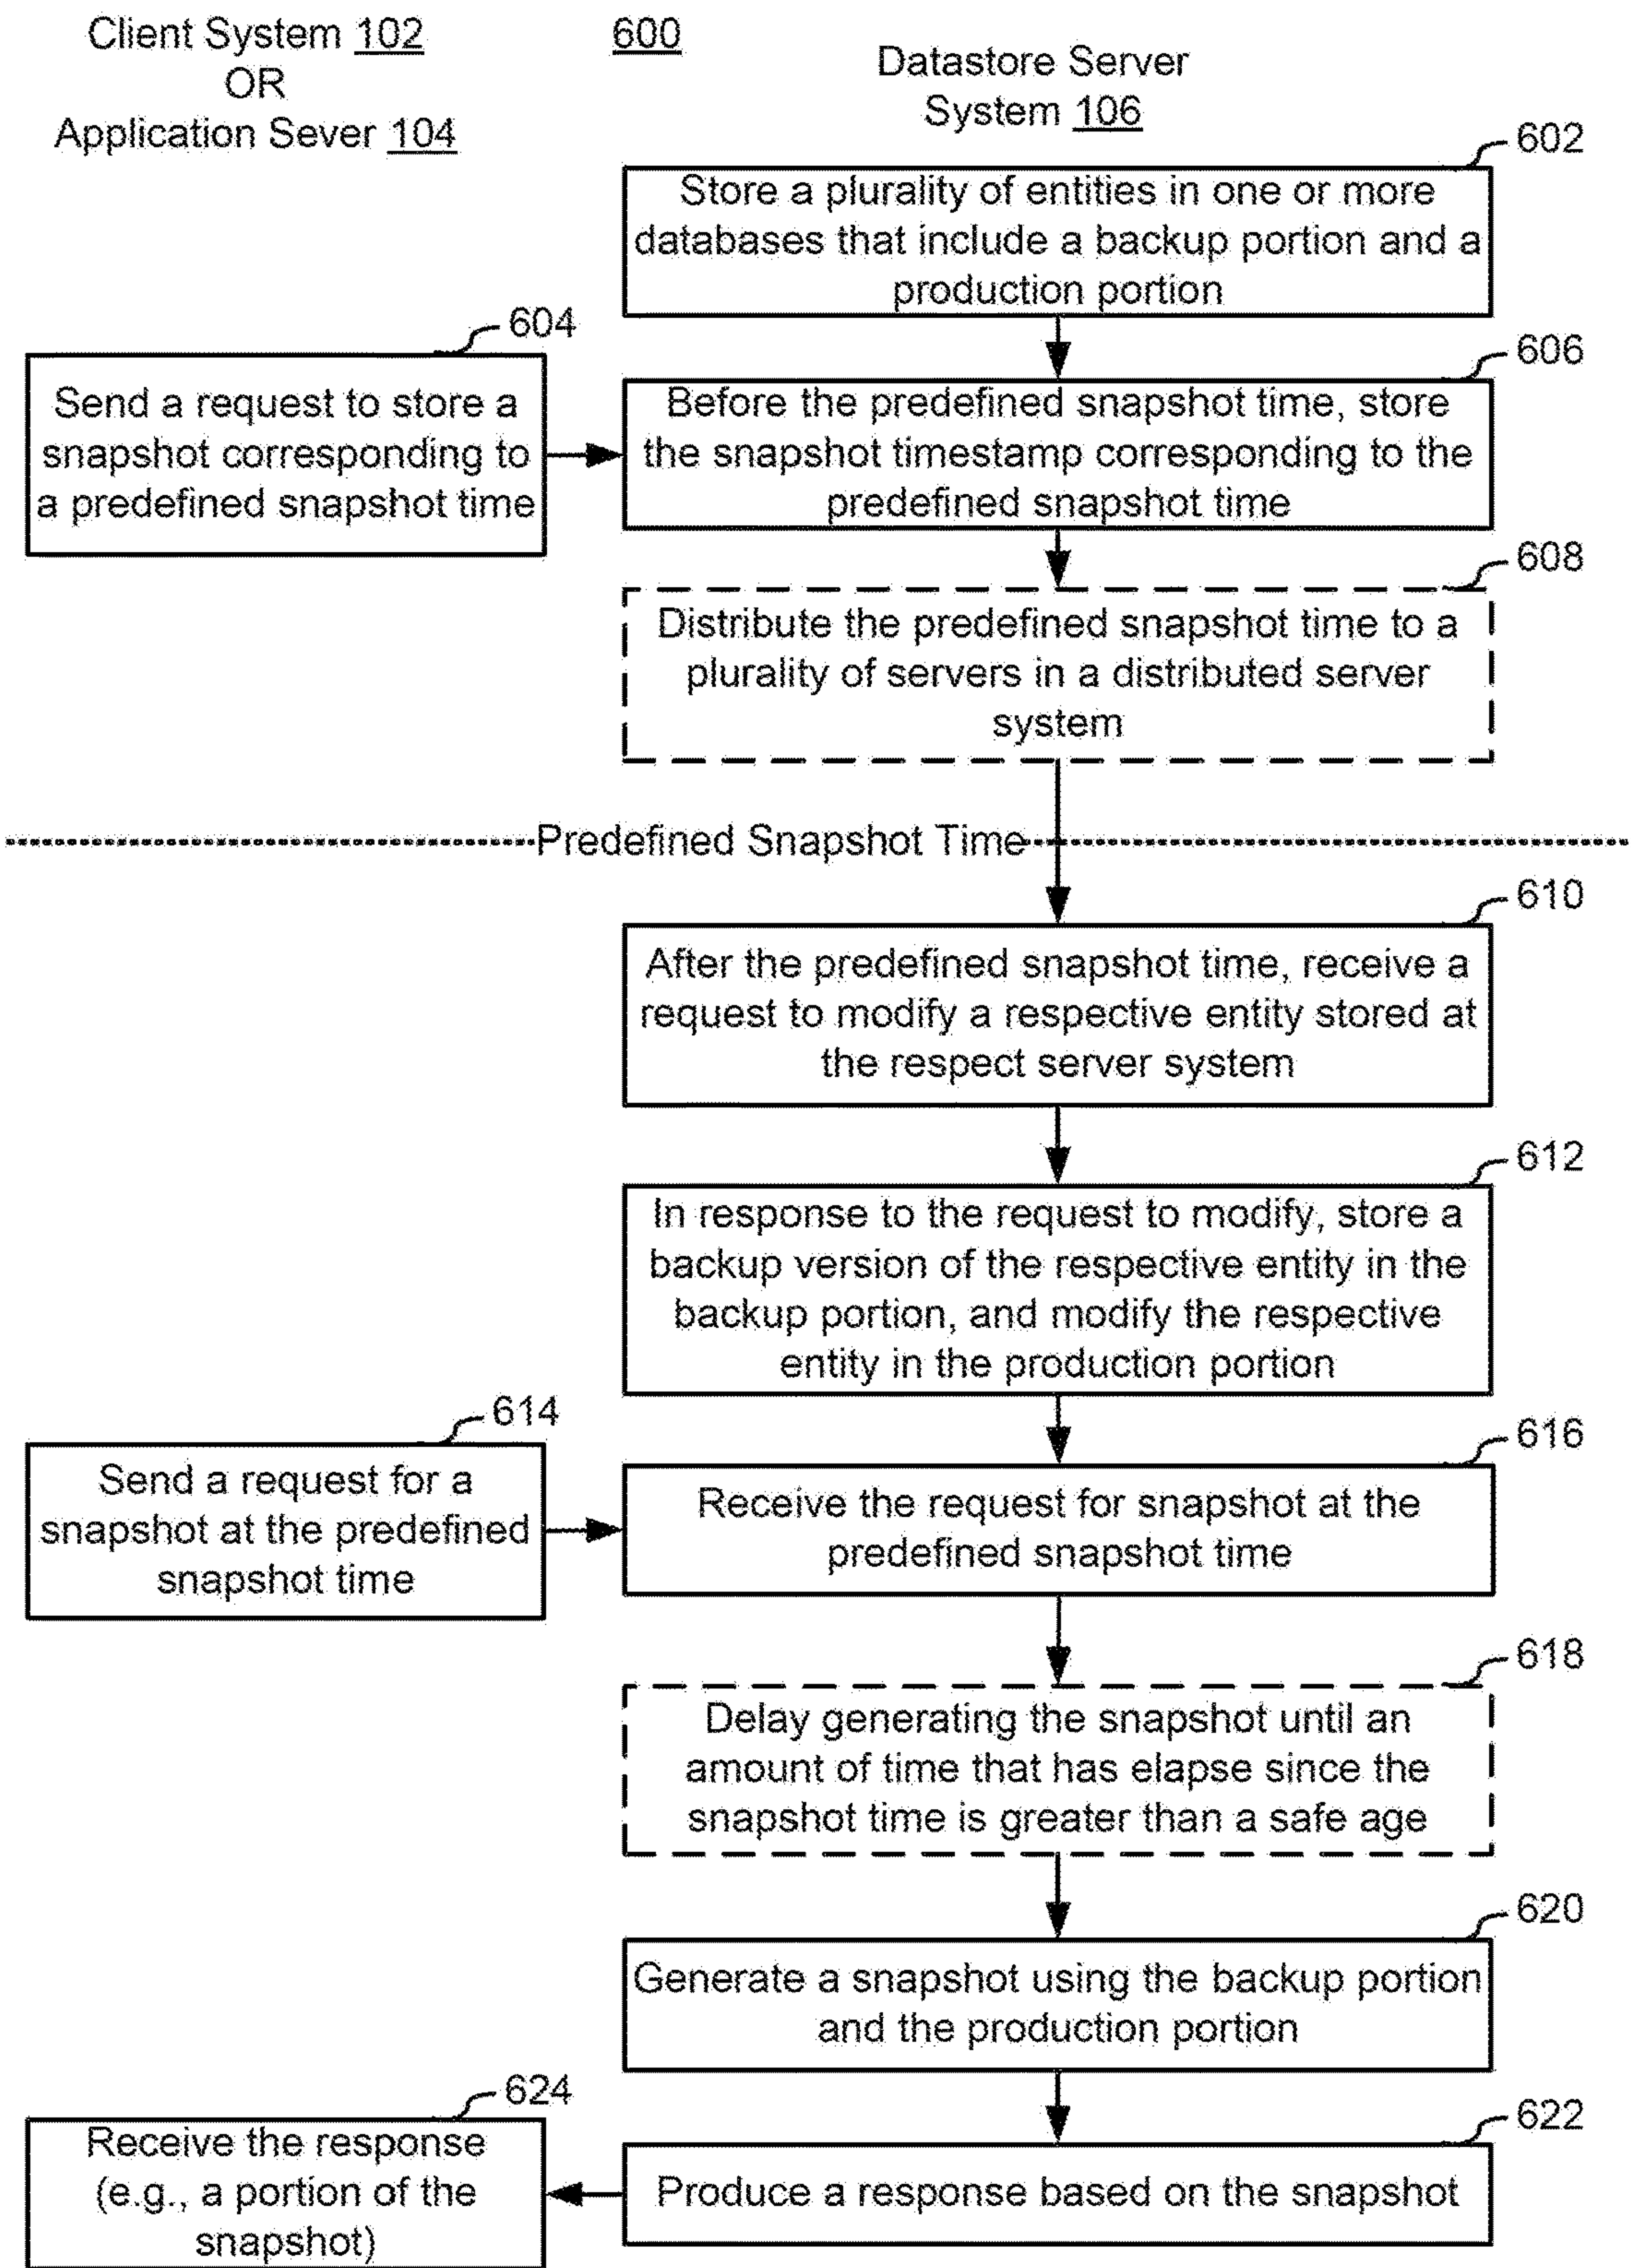 Client System 102
OR
Application Sever 104
600
Datastore Server
System 106
602
Store a plurality of entities in one or more
databases that include a backup portion and a
production portion
604
Send a request to store a
snapshot corresponding to
a predefined snapshot time
606
Before the predefined snapshot time, store
the snapshot timestamp corresponding to the
predefined snapshot time
608
Distribute the predefined snapshot time to a
plurality of servers in a distributed server
system
Predefined Snapshot Time
610
After the predefined snapshot time, receive a
request to modify a respective entity stored at
the respect server system
612
In response to the request to modify, store a
backup version of the respective entity in the
backup portion, and modify the respective
entity in the production portion
614
Send a request for a
snapshot at the predefined
snapshot time
616
Receive the request for snapshot at the
predefined snapshot time
618
Delay generating the snapshot until an
amount of time that has elapse since the
snapshot time is greater than a safe age
620
Generate a snapshot using the backup portion
and the production portion
622
Produce a response based on the snapshot
624
Receive the response
(e.g., a portion of the
snapshot)